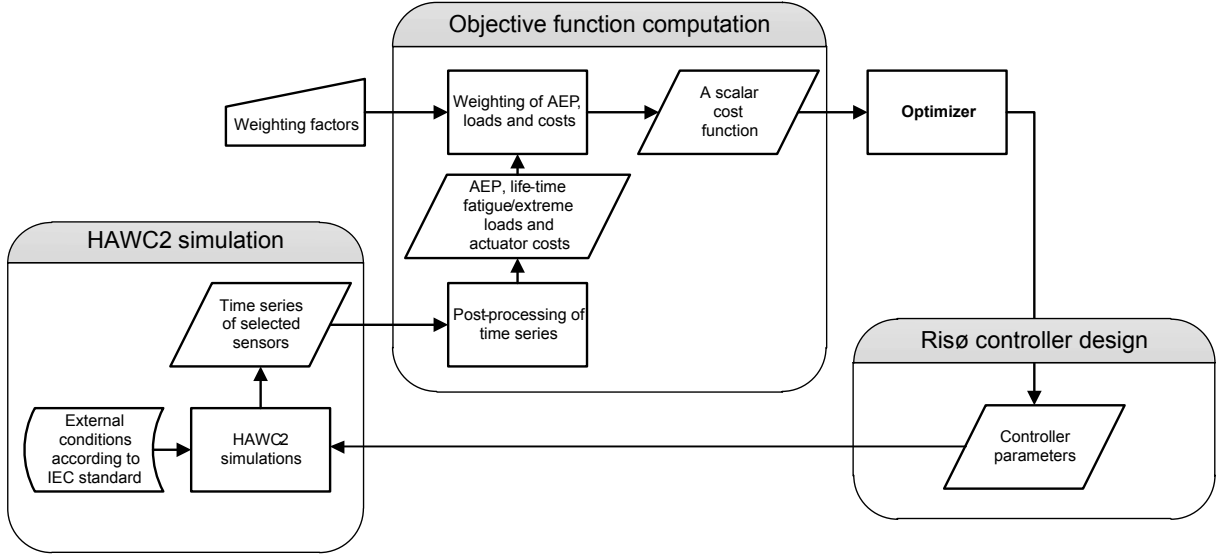 Objective function computation
Weighting factors
Weighting of AEP,
loads and costs
A scalar
cost
function
Optimizer
AEP, life-time
fatigue/extreme
loads and
actuator costs
HAWC2 simulation
Time series
of selected
sensors
Post-processing of
time series
Risø controller design
External
conditions
according to
IEC standard
HAWC2
simulations
Controller
parameters